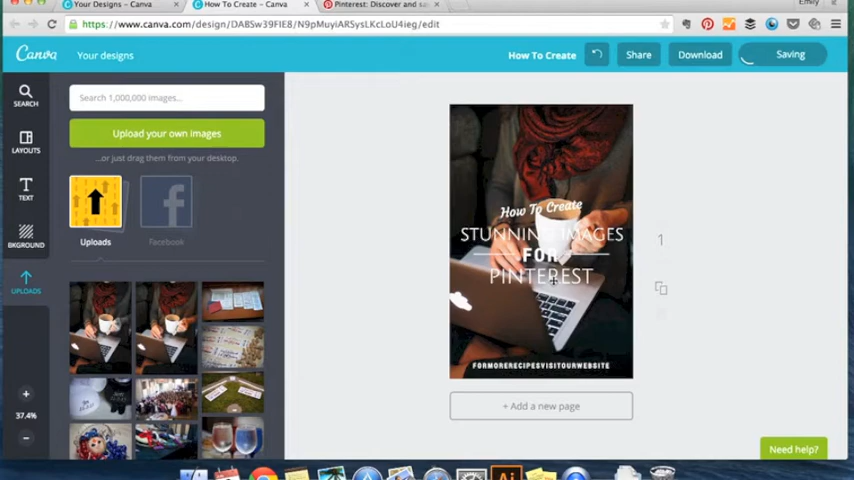 Your Designs – Canva
How To Create – Canva
Pinterest: Discover and sa
Emily
https://www.canva.com/design/DABSw39FIE8/N9pMuyiARSysLKcLoU4ieg/edit
Canva
Your designs
How To Create
Share
Download
Saving
SEARCH
LAYOUTS
TEXT
BKGROUND
UPLOADS
37.4%
Search 1,000,000 images...
Upload your own images
...or just drag them from your desktop.
Uploads
Facebook
How To Create
STUNNING IMAGES
FOR
PINTEREST
FORMORERECIPESVISITOURWEBSITE
1
+ Add a new page
Need help?
Ai